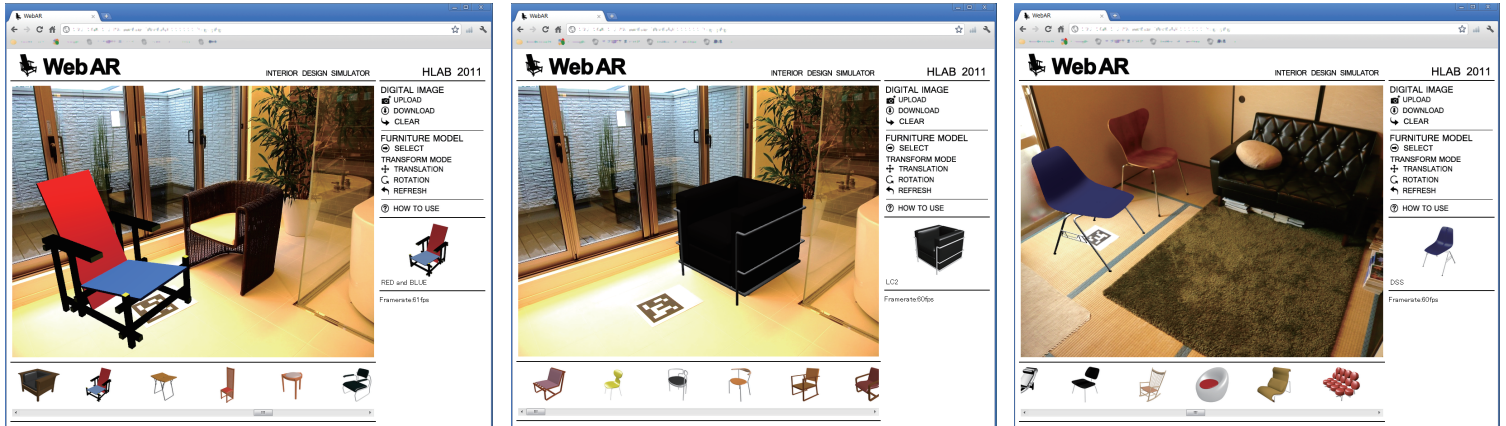 WebAR
Web AR
INTERIOR DESIGN SIMULATOR
HLAB 2011
DIGITAL IMAGE
UPLOAD
DOWNLOAD
CLEAR
FURNITURE MODEL
SELECT
TRANSFORM MODE
TRANSLATION
ROTATION
REFRESH
HOW TO USE
RED and BLUE
Framerate:61fps
WebAR
Web AR
INTERIOR DESIGN SIMULATOR
HLAB 2011
DIGITAL IMAGE
UPLOAD
DOWNLOAD
CLEAR
FURNITURE MODEL
SELECT
TRANSFORM MODE
TRANSLATION
ROTATION
REFRESH
HOW TO USE
LC2
Framerate:60fps
WebAR
Web AR
INTERIOR DESIGN SIMULATOR
HLAB 2011
DIGITAL IMAGE
UPLOAD
DOWNLOAD
CLEAR
FURNITURE MODEL
SELECT
TRANSFORM MODE
TRANSLATION
ROTATION
REFRESH
HOW TO USE
DSS
Framerate:60fps